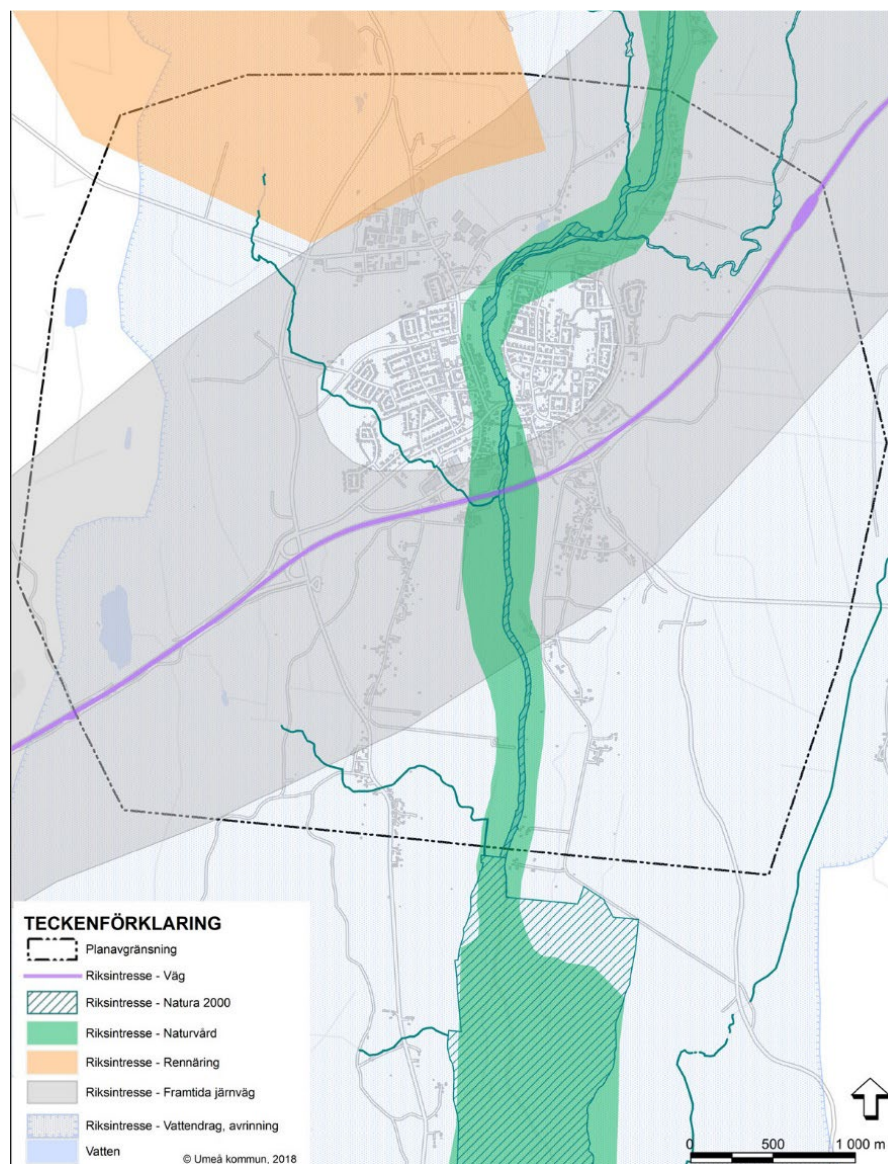 TECKENFÖRKLARING
Planavgränsning
Riksintresse - Väg
Riksintresse - Natura 2000
Riksintresse - Naturvård
Riksintresse - Rennäring
Riksintresse - Framtida järnväg
Riksintresse - Vattendrag, avrinning
Vatten
© Umeå kommun, 2018
0 500 1 000 m